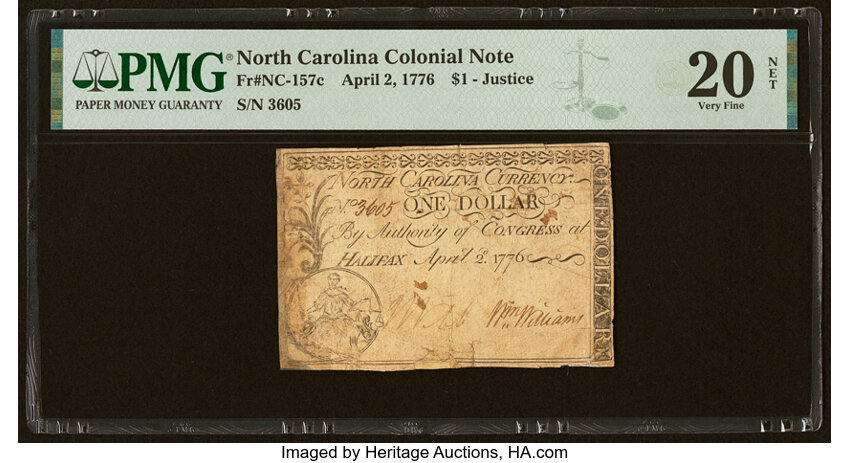 PMG® North Carolina Colonial Note
Fr#NC-157c April 2, 1776 $1 - Justice
PAPER MONEY GUARANTY S/N 3605
20 NET
Very Fine
NORTH CAROLINA CURRENCY.
No 3605 ONE DOLLAR
By Authority of CONGRESS at
HALIFAX April 2. 1776
Wm Williams
ONE DOLLAR
PMG
PMG
Imaged by Heritage Auctions, HA.com